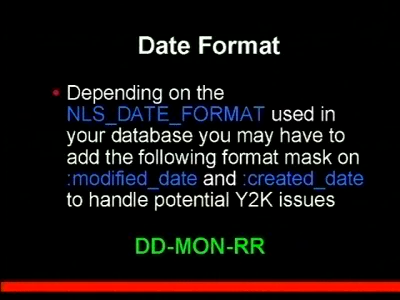 Date Format
Depending on the
NLS_DATE_FORMAT used in
your database you may have to
add the following format mask on
:modified_date and :created_date
to handle potential Y2K issues
DD-MON-RR